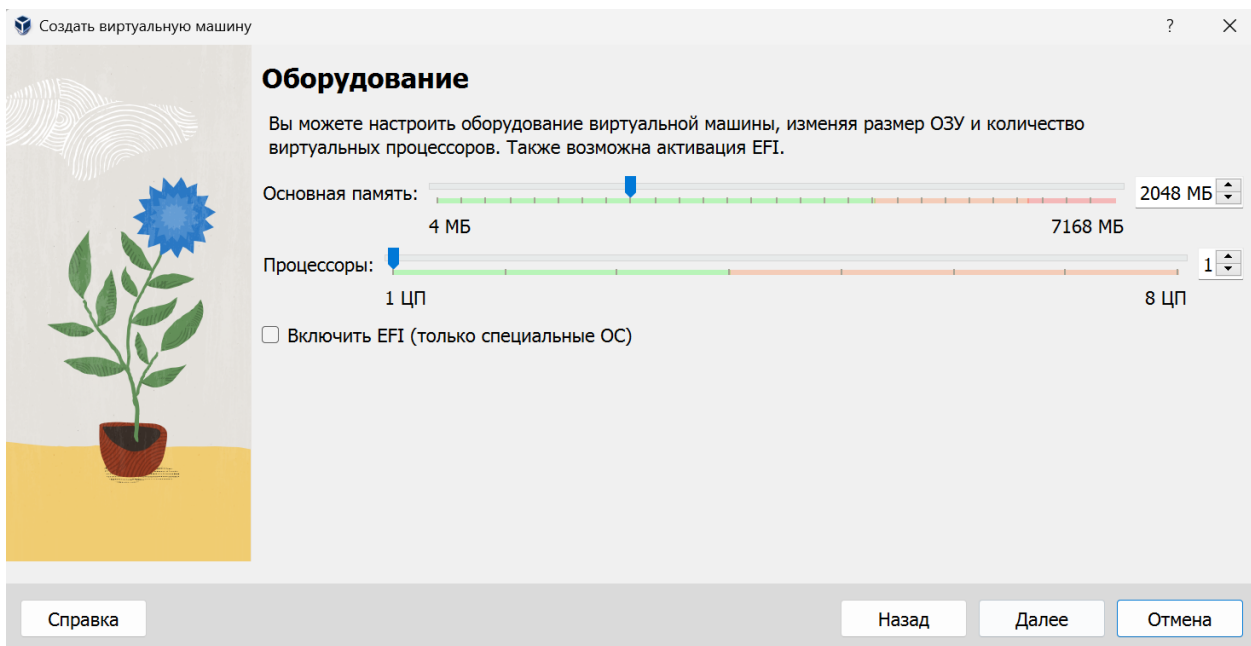 Создать виртуальную машину
?
Оборудование
Вы можете настроить оборудование виртуальной машины, изменяя размер ОЗУ и количество
виртуальных процессоров. Также возможна активация EFI.
Основная память: 2048 МБ
4 МБ 7168 МБ
Процессоры: 1
1 ЦП 8 ЦП
Включить EFI (только специальные ОС)
Справка Назад Далее Отмена